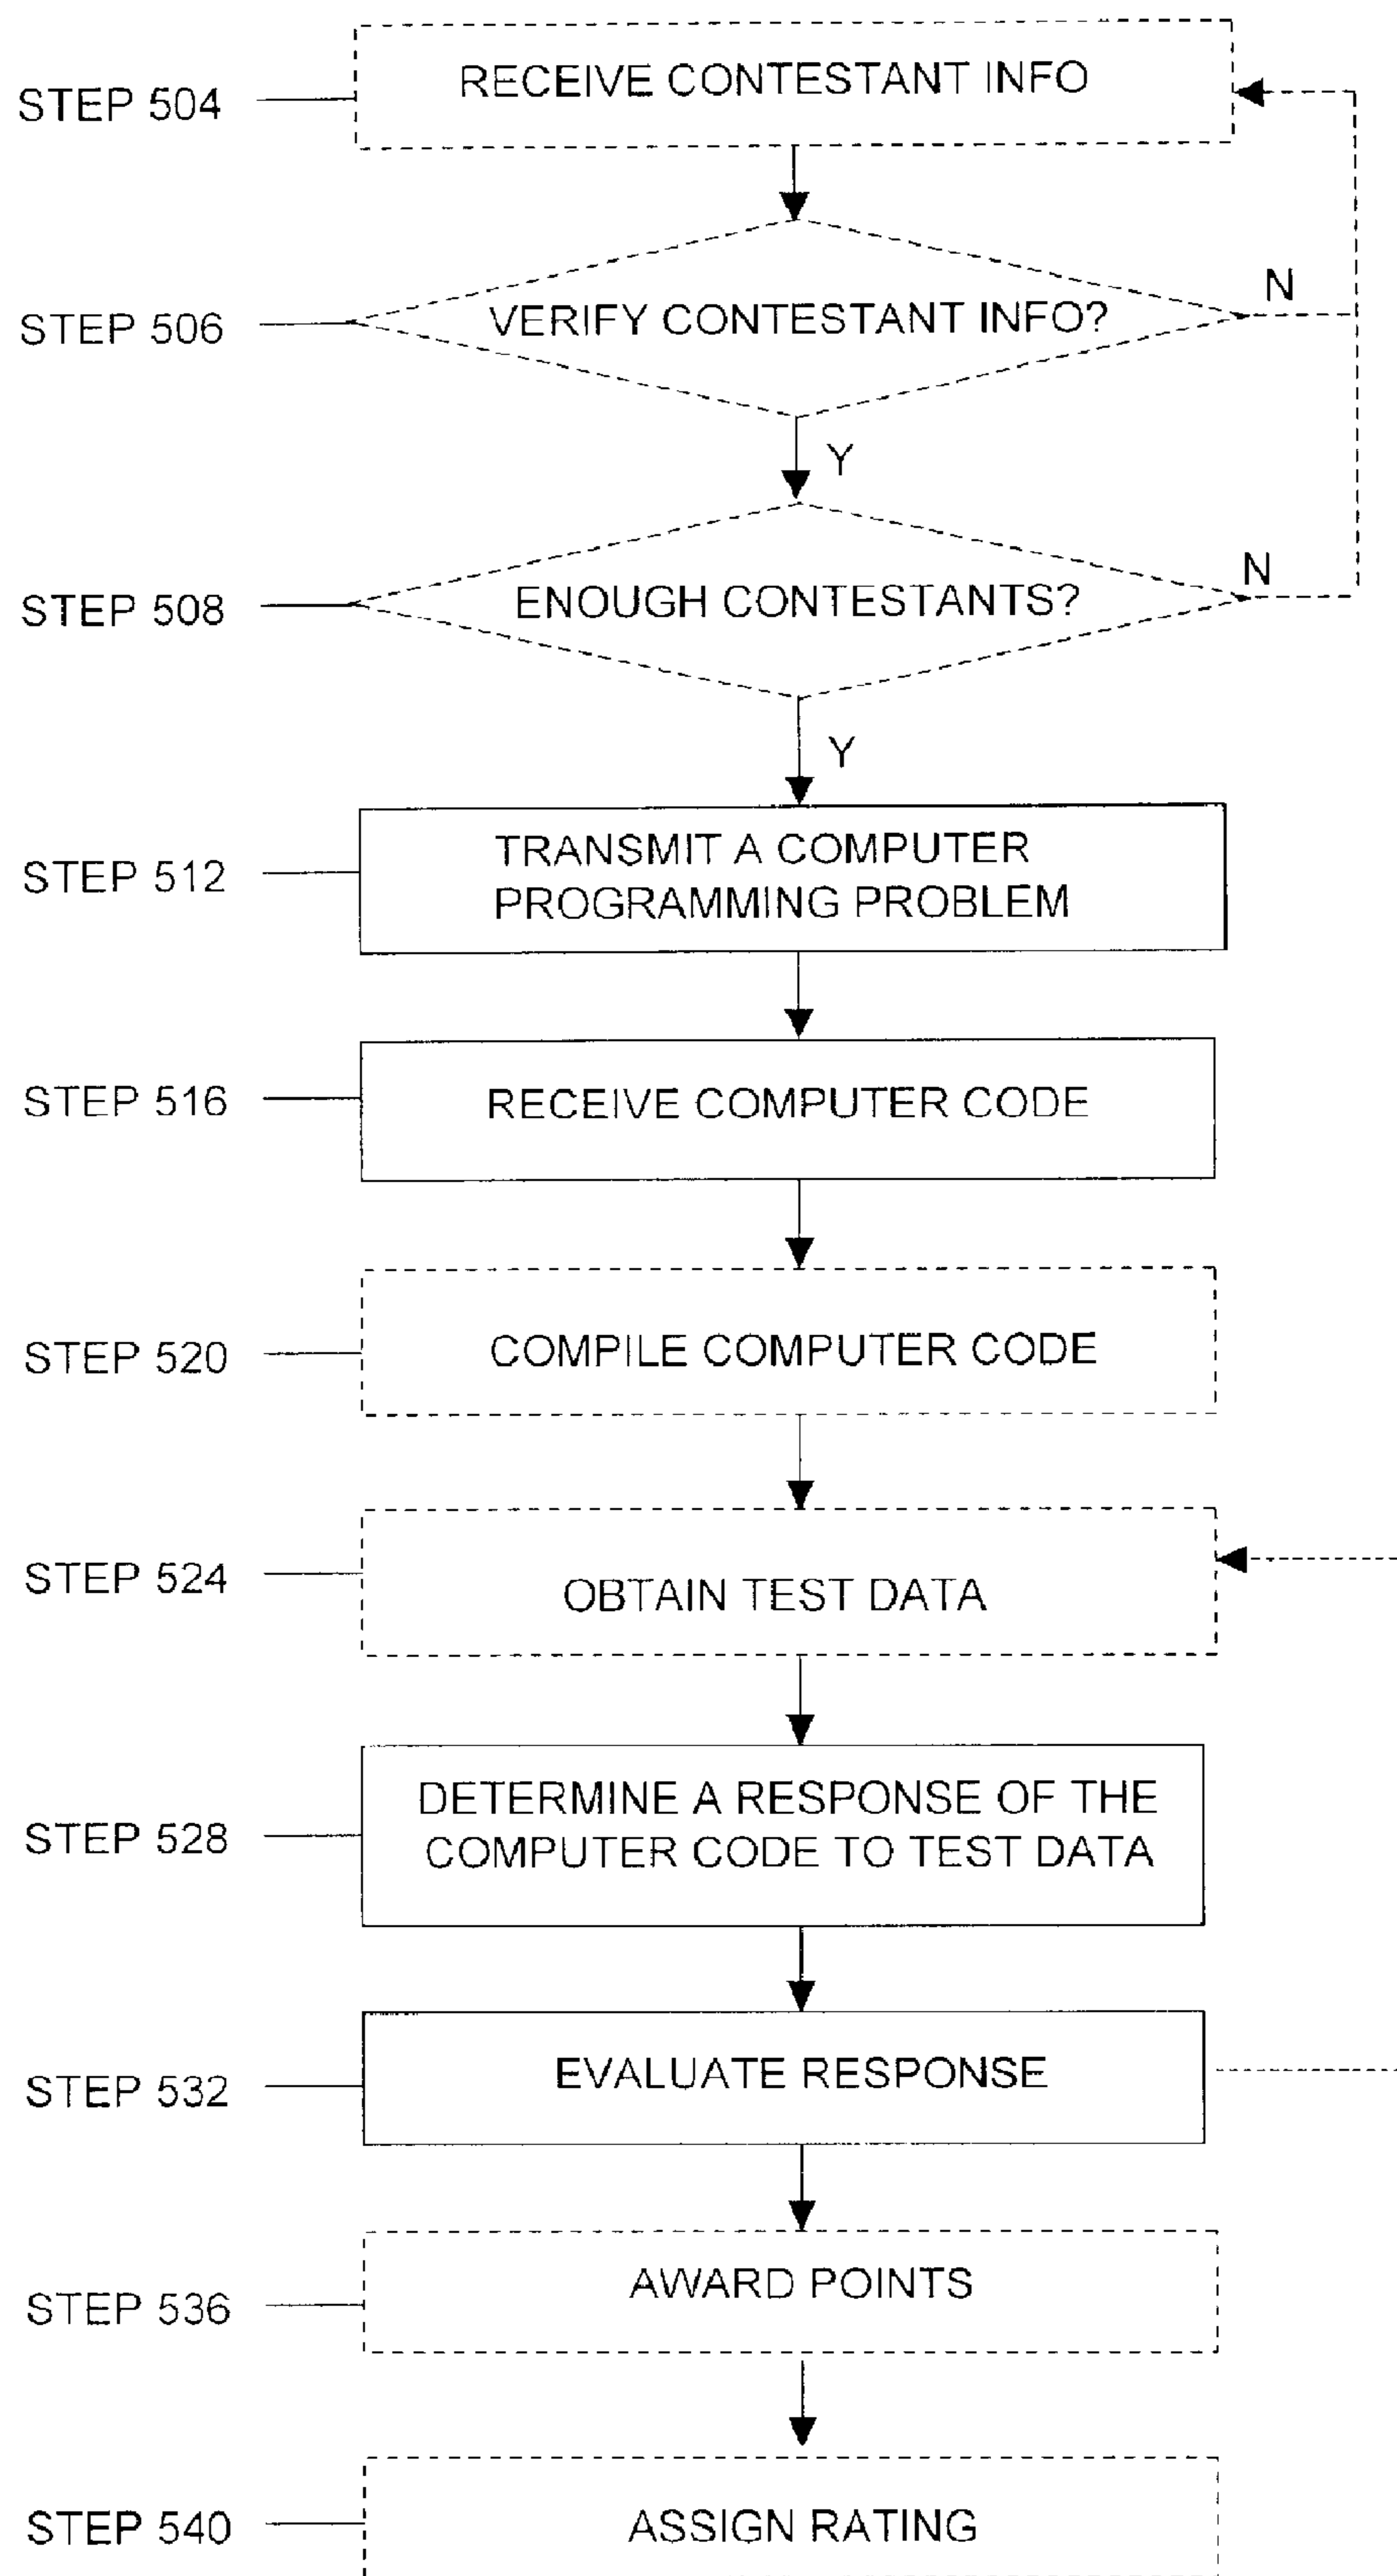 STEP 504
RECEIVE CONTESTANT INFO
STEP 506
VERIFY CONTESTANT INFO?
N
Y
STEP 508
ENOUGH CONTESTANTS?
N
Y
STEP 512
TRANSMIT A COMPUTER
PROGRAMMING PROBLEM
STEP 516
RECEIVE COMPUTER CODE
STEP 520
COMPILE COMPUTER CODE
STEP 524
OBTAIN TEST DATA
STEP 528
DETERMINE A RESPONSE OF THE
COMPUTER CODE TO TEST DATA
STEP 532
EVALUATE RESPONSE
STEP 536
AWARD POINTS
STEP 540
ASSIGN RATING